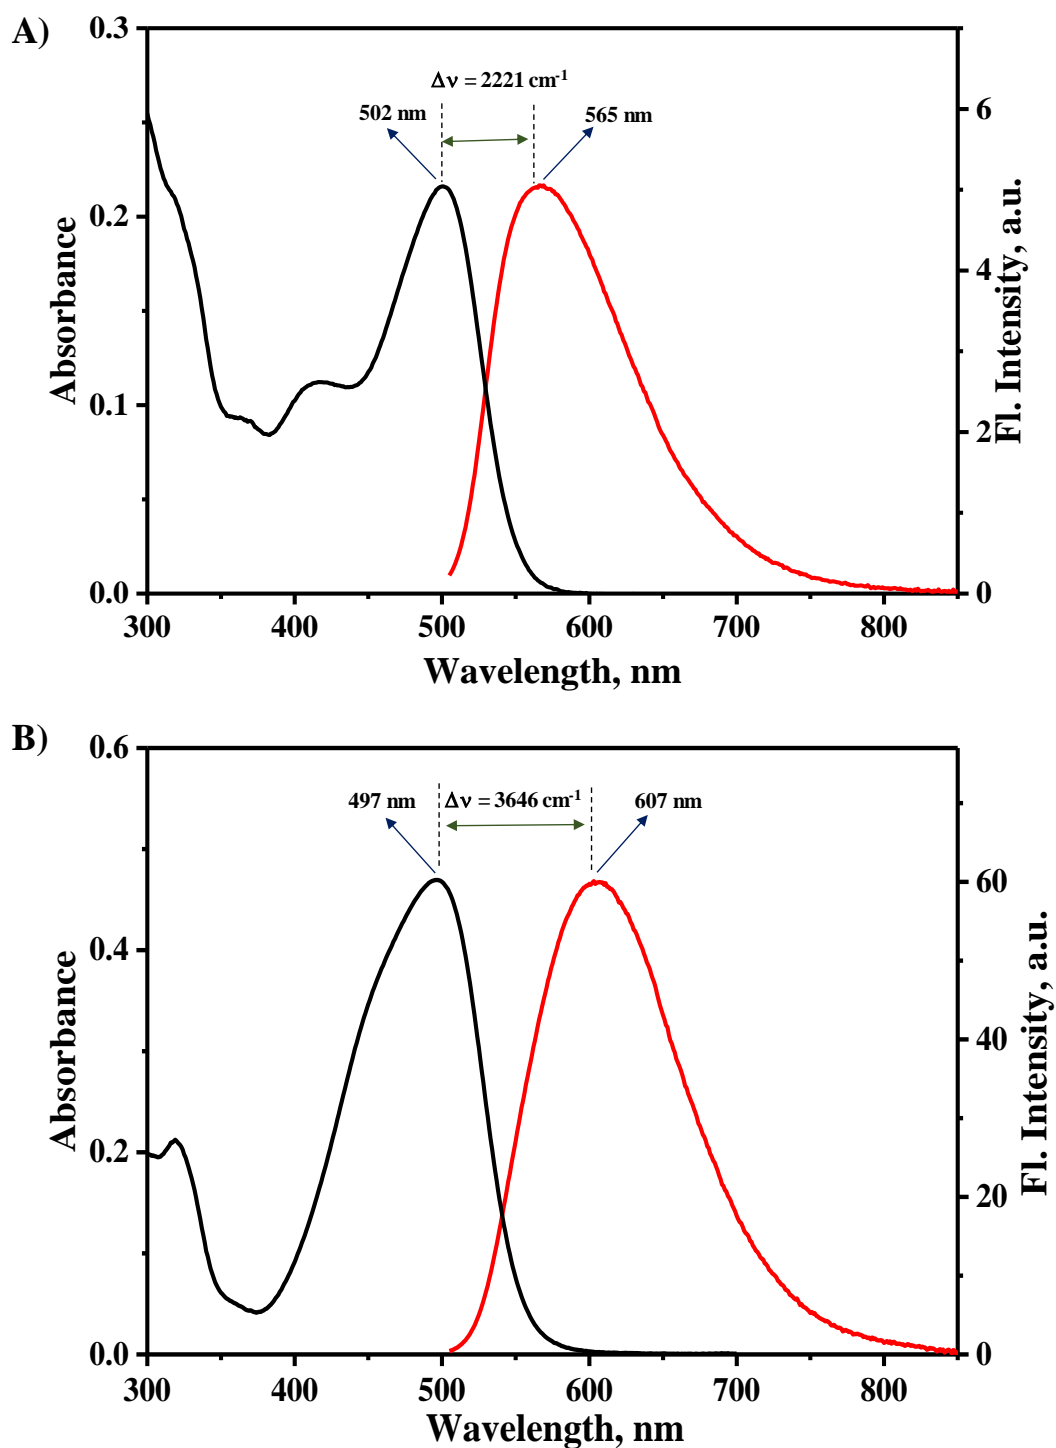 A)
Δν = 2221 cm⁻¹
502 nm
565 nm
0.3
0.2
0.1
0.0
Absorbance
6
4
2
0
Fl. Intensity, a.u.
300 400 500 600 700 800
Wavelength, nm
B)
497 nm
Δν = 3646 cm⁻¹
607 nm
0.6
0.4
0.2
0.0
Absorbance
60
40
20
0
Fl. Intensity, a.u.
300 400 500 600 700 800
Wavelength, nm